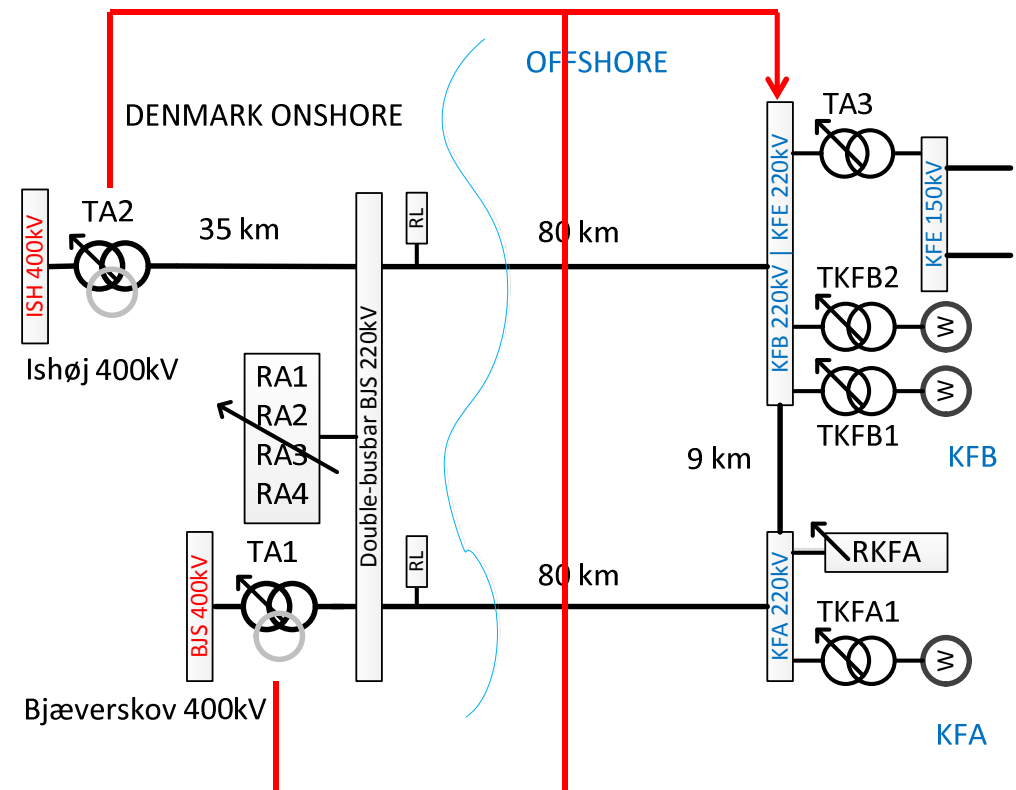 OFFSHORE
DENMARK ONSHORE
TA3
TA2
35 km
RL
80 km
KFE 220kV
KFE 150kV
ISH 400kV
TKFB2
KFB 220kV
Ishøj 400kV
RA1
RA2
RA3
RA4
Double-busbar BJS 220kV
W
W
TKFB1
9 km
KFB
TA1
RL
80 km
BJS 400kV
KFA 220kV
RKFA
TKFA1
W
Bjæverskov 400kV
KFA